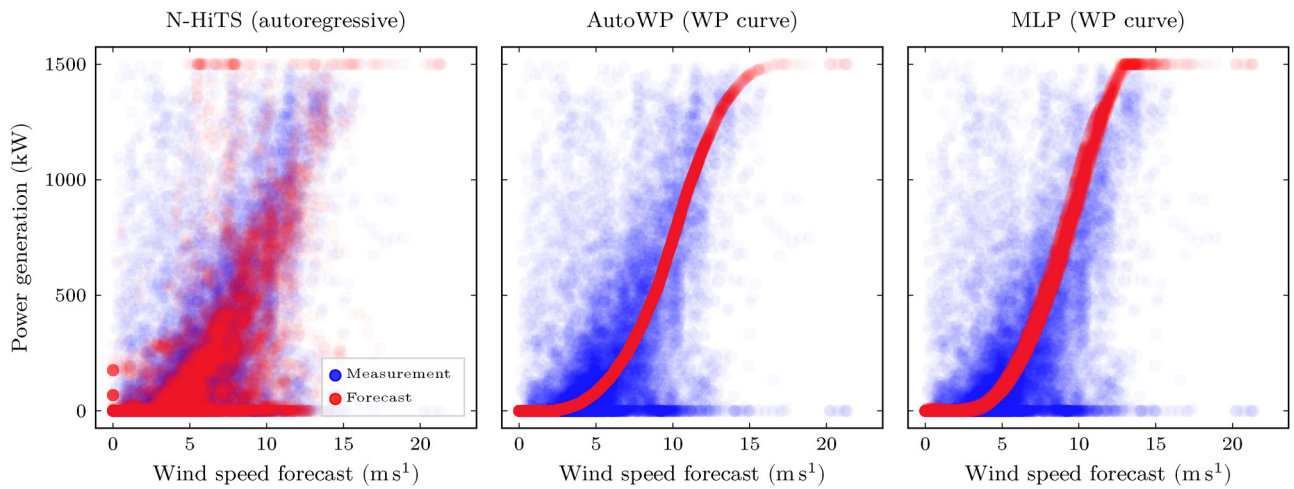 N-HiTS (autoregressive)
AutoWP (WP curve)
MLP (WP curve)
Power generation (kW)
1500
1000
500
0
Measurement
Forecast
0 5 10 15 20
0 5 10 15 20
0 5 10 15 20
Wind speed forecast (m s¹)
Wind speed forecast (m s¹)
Wind speed forecast (m s¹)